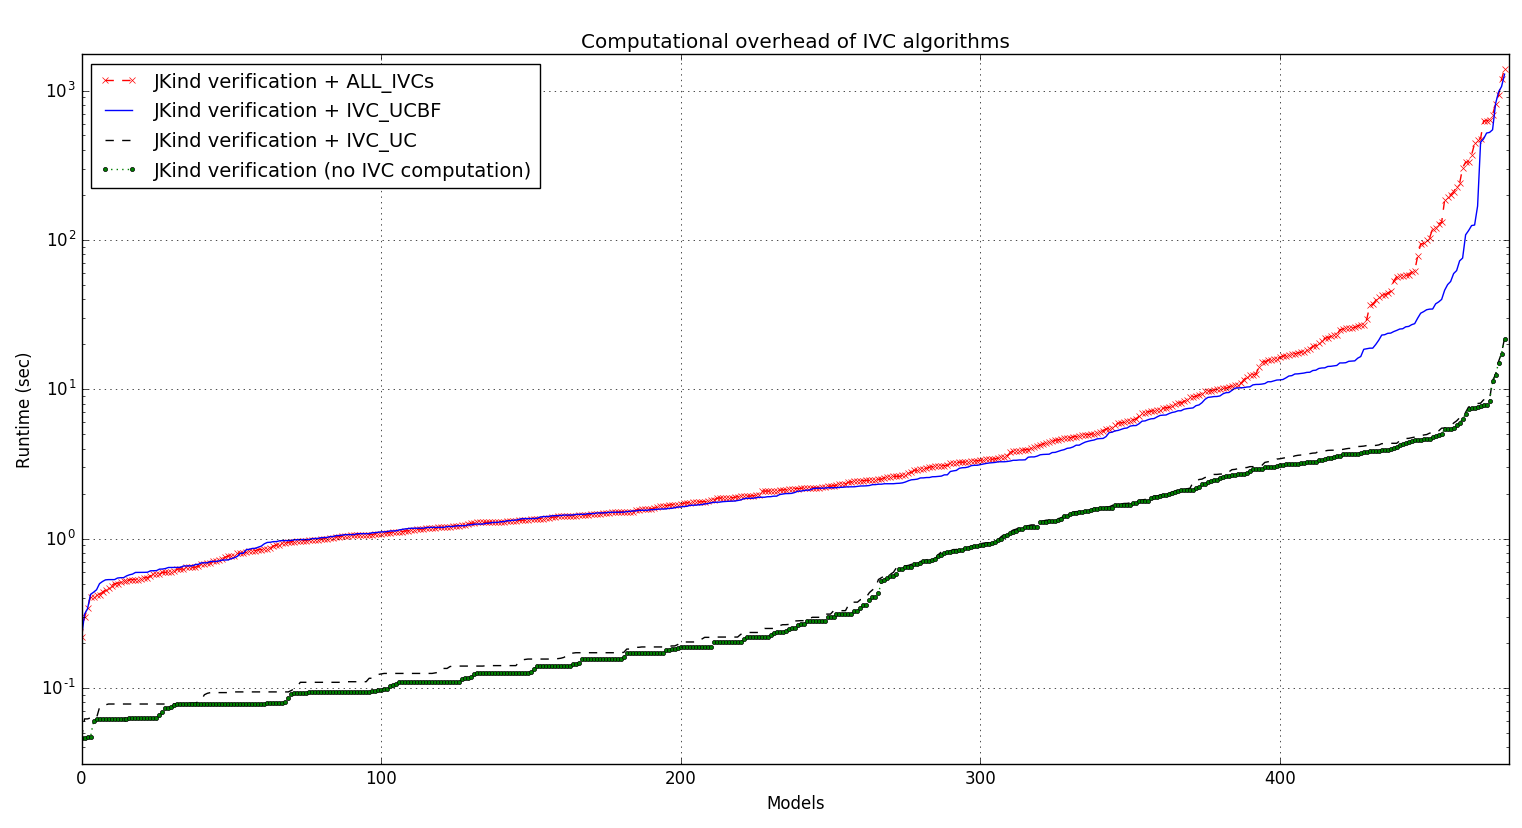 Computational overhead of IVC algorithms
JKind verification + ALL_IVCs
JKind verification + IVC_UCBF
JKind verification + IVC_UC
JKind verification (no IVC computation)
Runtime (sec)
10³
10²
10¹
10⁰
10⁻¹
0 100 200 300 400
Models